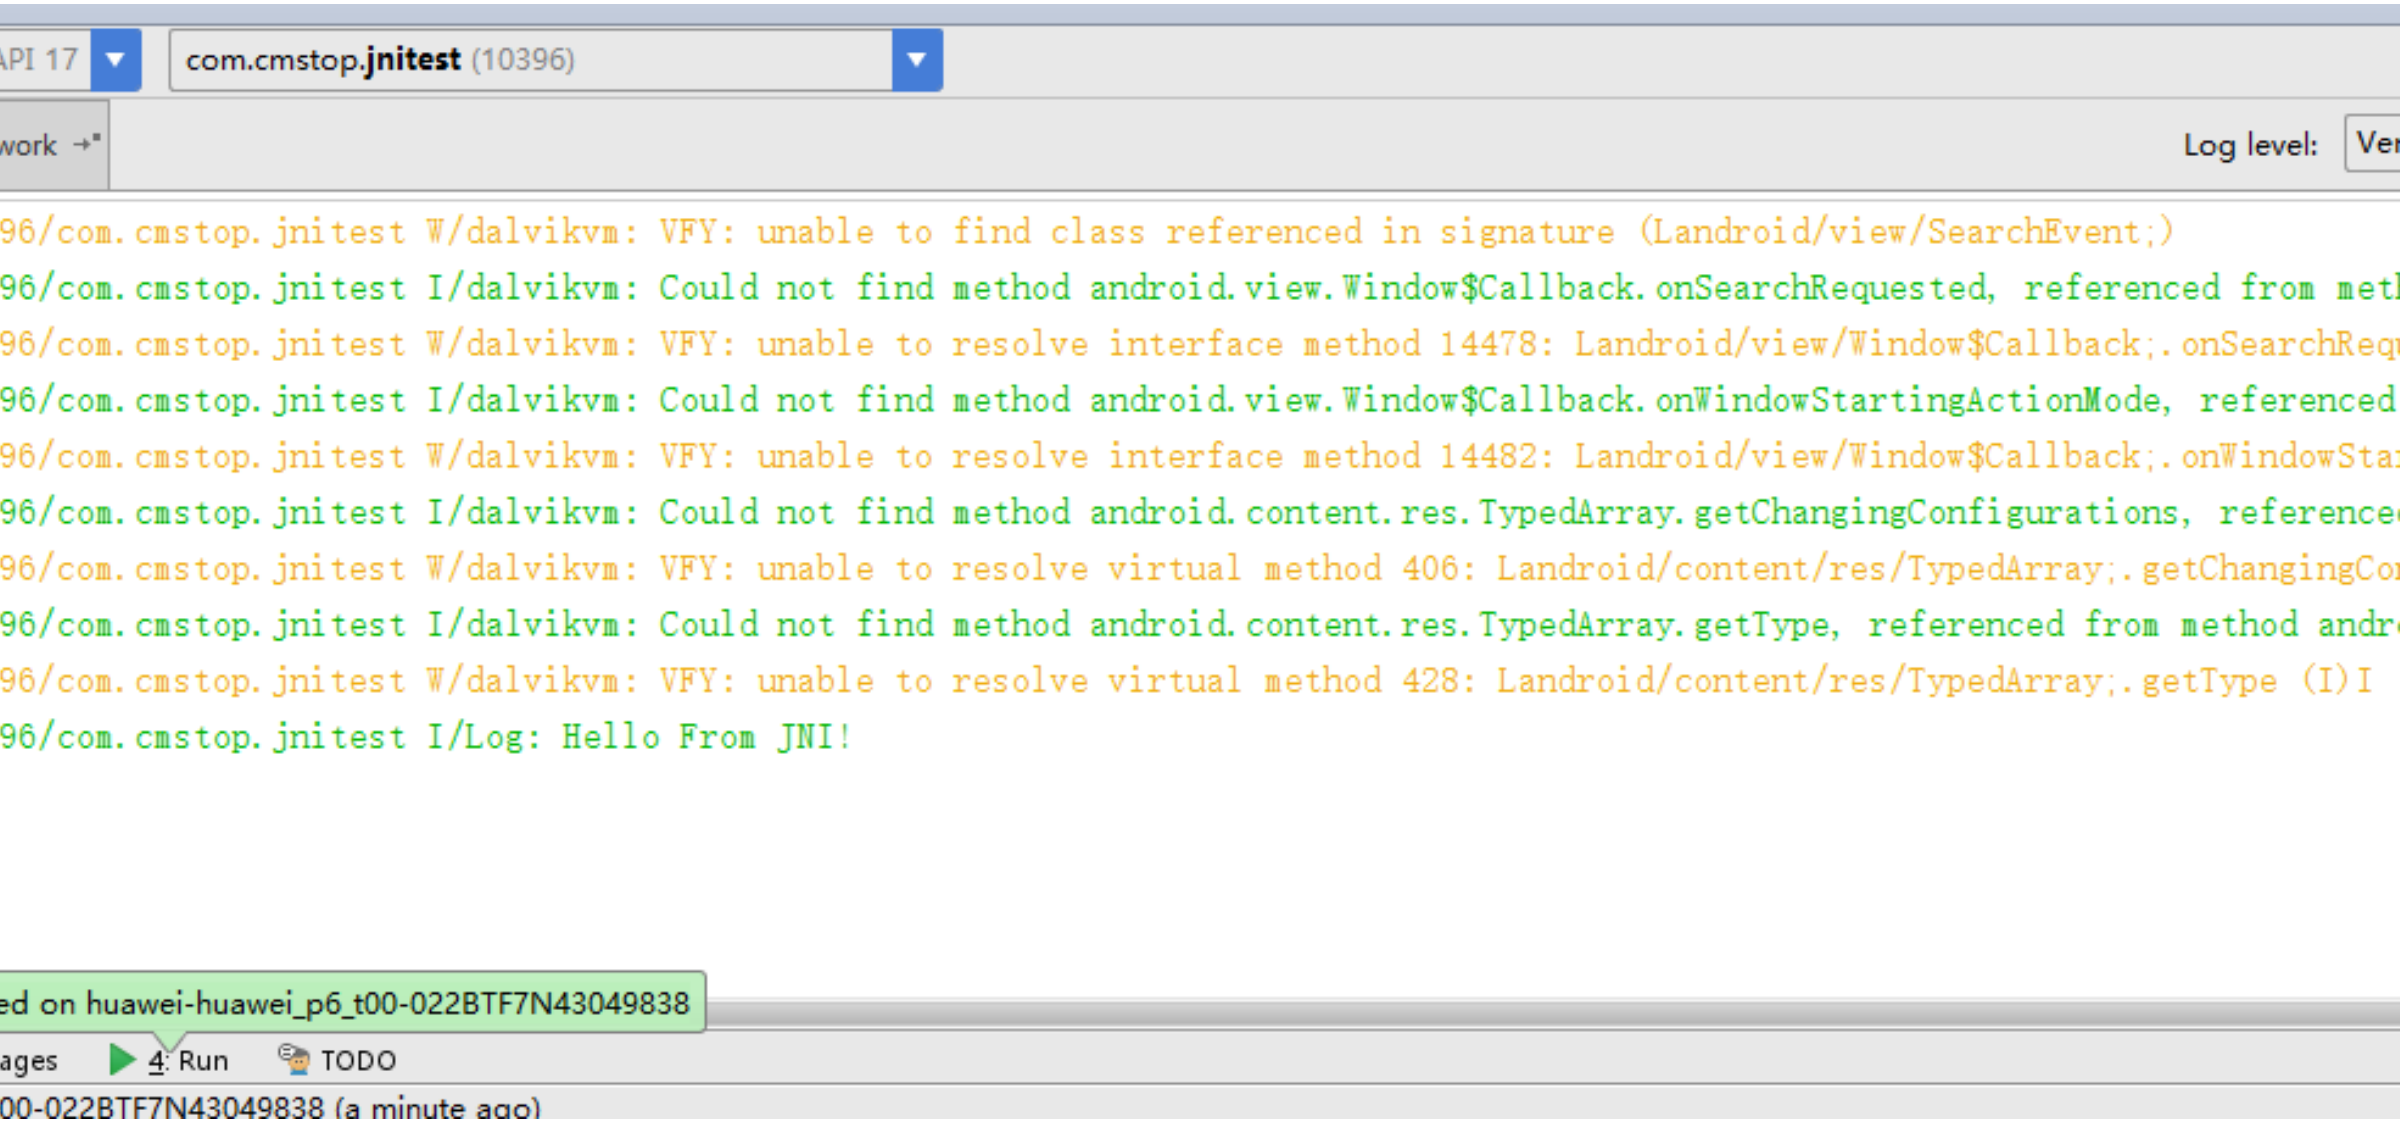 API 17 com.cmstop.jnitest (10396)
work Log level: Ver
96/com.cmstop.jnitest W/dalvikvm: VFY: unable to find class referenced in signature (Landroid/view/SearchEvent;)
96/com.cmstop.jnitest I/dalvikvm: Could not find method android.view.Window$Callback.onSearchRequested, referenced from meth
96/com.cmstop.jnitest W/dalvikvm: VFY: unable to resolve interface method 14478: Landroid/view/Window$Callback;.onSearchRequ
96/com.cmstop.jnitest I/dalvikvm: Could not find method android.view.Window$Callback.onWindowStartingActionMode, referenced
96/com.cmstop.jnitest W/dalvikvm: VFY: unable to resolve interface method 14482: Landroid/view/Window$Callback;.onWindowStar
96/com.cmstop.jnitest I/dalvikvm: Could not find method android.content.res.TypedArray.getChangingConfigurations, referenced
96/com.cmstop.jnitest W/dalvikvm: VFY: unable to resolve virtual method 406: Landroid/content/res/TypedArray;.getChangingCon
96/com.cmstop.jnitest I/dalvikvm: Could not find method android.content.res.TypedArray.getType, referenced from method andro
96/com.cmstop.jnitest W/dalvikvm: VFY: unable to resolve virtual method 428: Landroid/content/res/TypedArray;.getType (I)I
96/com.cmstop.jnitest I/Log: Hello From JNI!
ed on huawei-huawei_p6_t00-022BTF7N43049838
ages 4: Run TODO
00-022BTF7N43049838 (a minute ago)